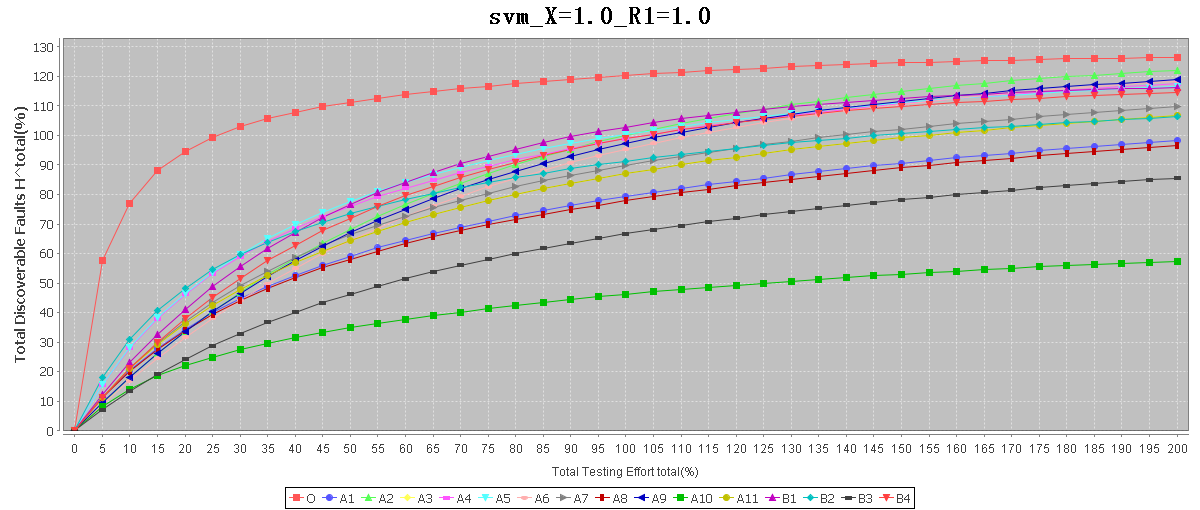 svm_X=1.0_R1=1.0
Total Discoverable Faults H^total(%)
130
120
110
100
90
80
70
60
50
40
30
20
10
0
0 5 10 15 20 25 30 35 40 45 50 55 60 65 70 75 80 85 90 95 100 105 110 115 120 125 130 135 140 145 150 155 160 165 170 175 180 185 190 195 200
Total Testing Effort total(%)
O A1 A2 A3 A4 A5 A6 A7 A8 A9 A10 A11 B1 B2 B3 B4